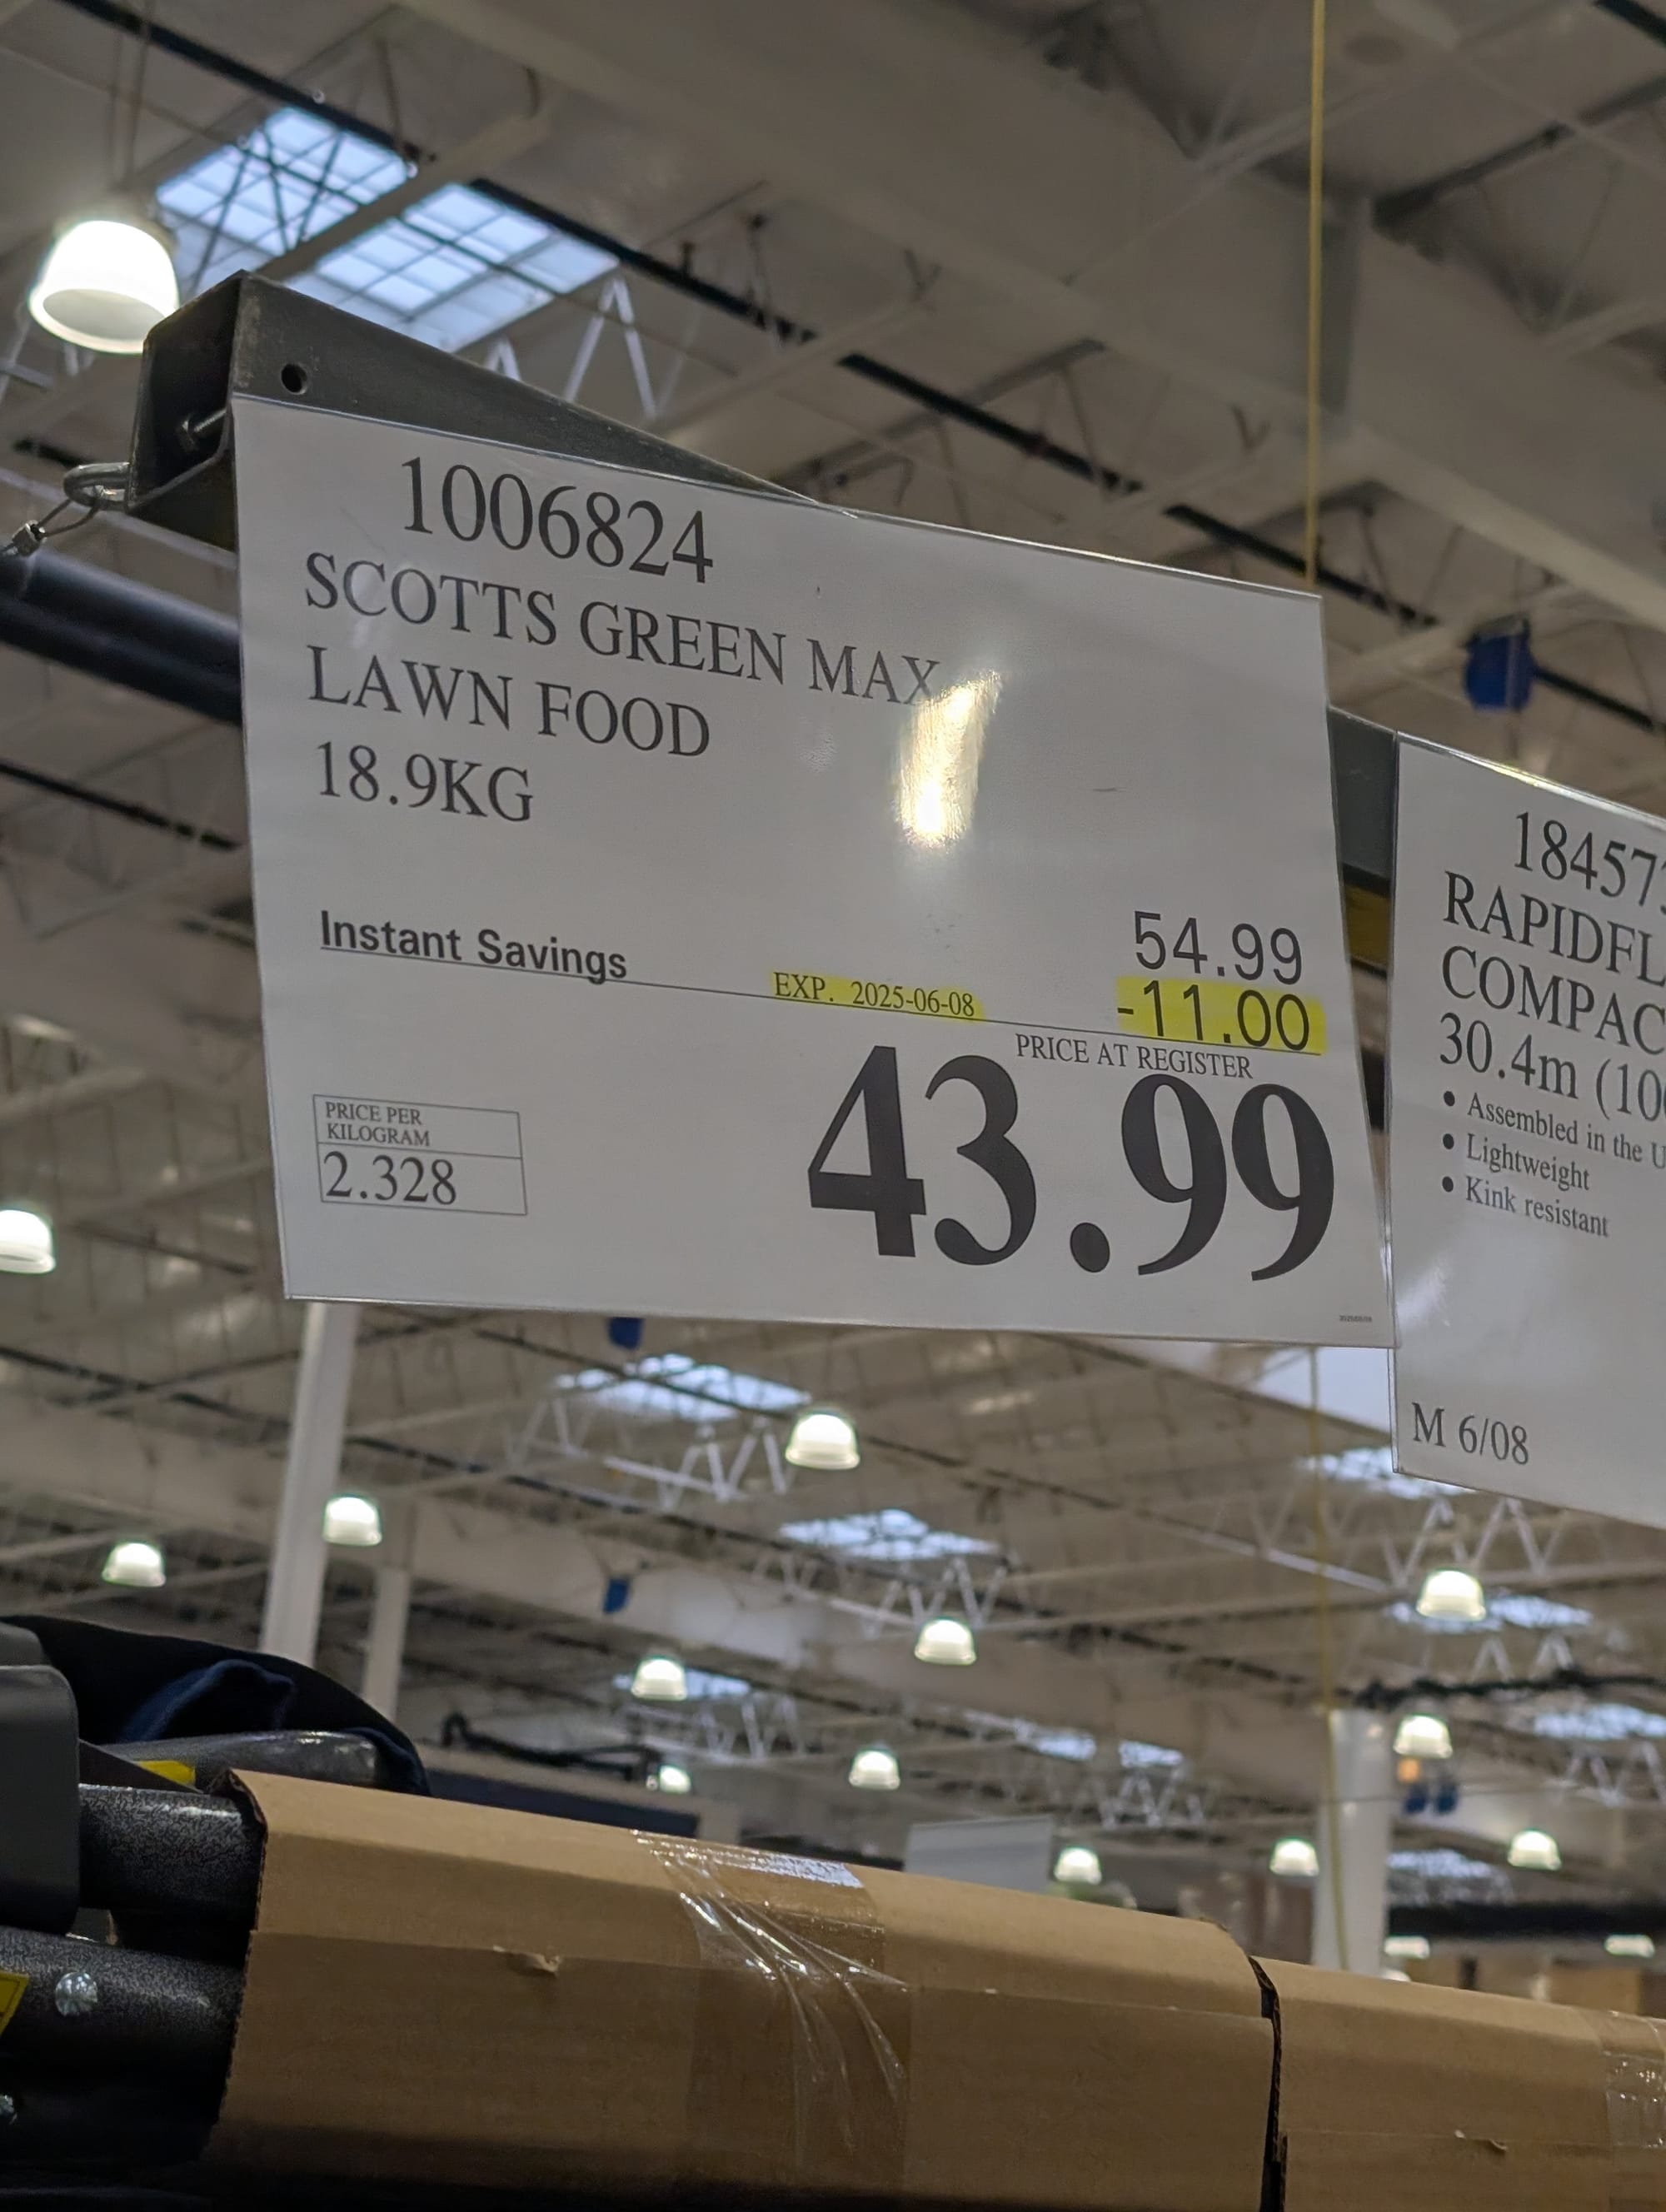 1006824
SCOTTS GREEN MAX
LAWN FOOD
18.9KG
54.99
Instant Savings
EXP. 2025-06-08
-11.00
PRICE AT REGISTER
43.99
PRICE PER
KILOGRAM
2.328
18457
RAPIDFL
COMPAC
30.4m (10
• Assembled in the U
• Lightweight
• Kink resistant
M 6/08